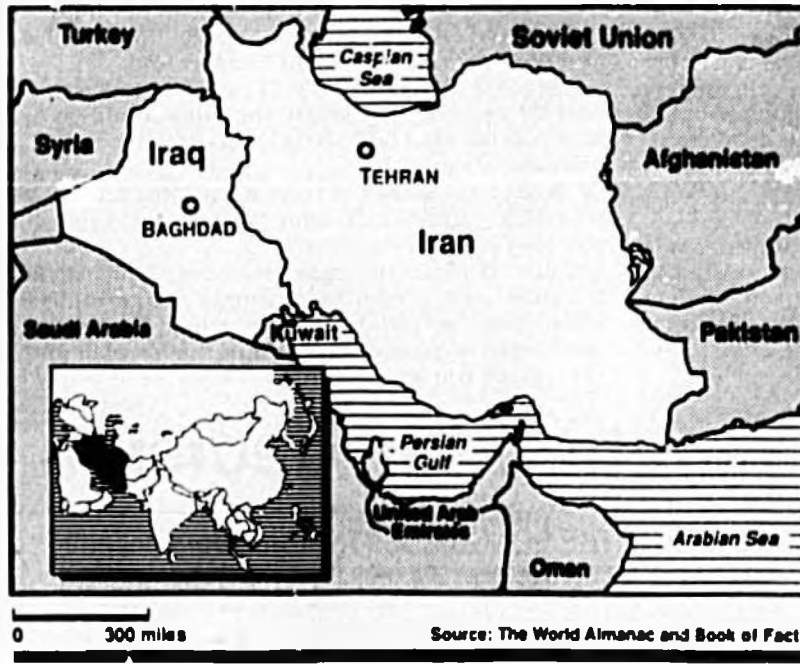 Turkey
Caspian
Sea
Soviet Union
Syria
Iraq
TEHRAN
Afghanistan
BAGHDAD
Iran
Saudi Arabia
Kuwait
Pakistan
Persian
Gulf
United Arab
Emirates
Arabian Sea
Oman
0 300 miles
Source: The World Almanac and Book of Fact